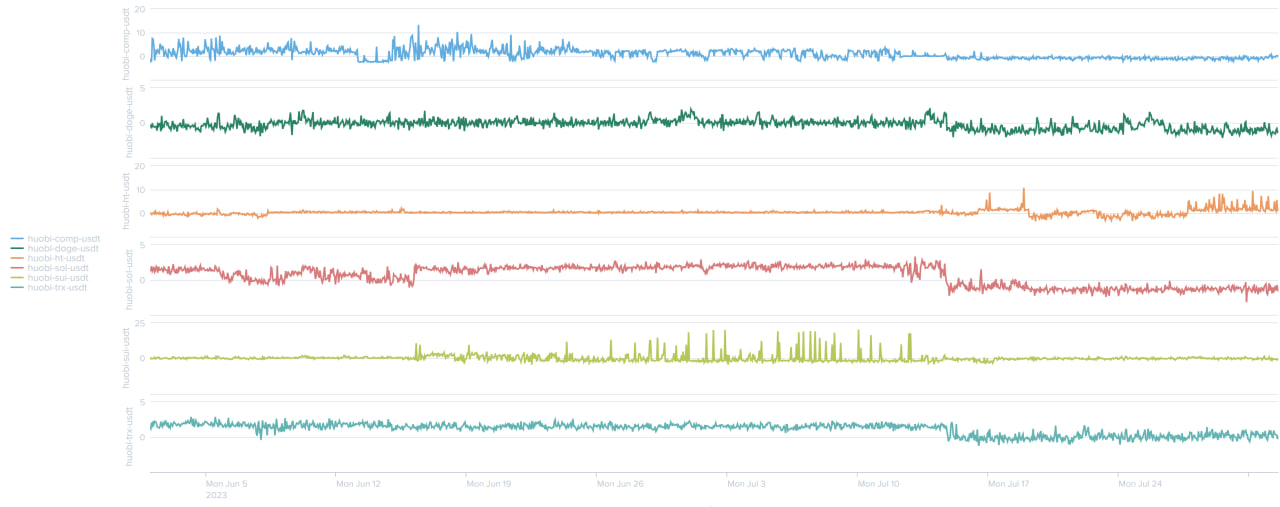 huobi-comp-usdt
huobi-doge-usdt
huobi-ht-usdt
huobi-sol-usdt
huobi-sui-usdt
huobi-trx-usdt
20
10
0
huobi-comp-usdt
5
0
huobi-doge-usdt
20
10
0
huobi-ht-usdt
5
0
huobi-sol-usdt
25
0
huobi-sui-usdt
5
0
huobi-trx-usdt
Mon Jun 5 Mon Jun 12 Mon Jun 19 Mon Jun 26 Mon Jul 3 Mon Jul 10 Mon Jul 17 Mon Jul 24
2023